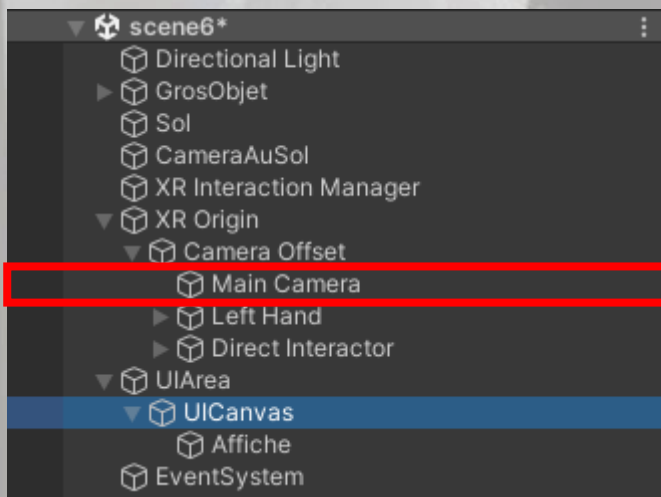 scene6*
Directional Light
GrosObjet
Sol
CameraAuSol
XR Interaction Manager
XR Origin
Camera Offset
Main Camera
Left Hand
Direct Interactor
UIArea
UICanvas
Affiche
EventSystem